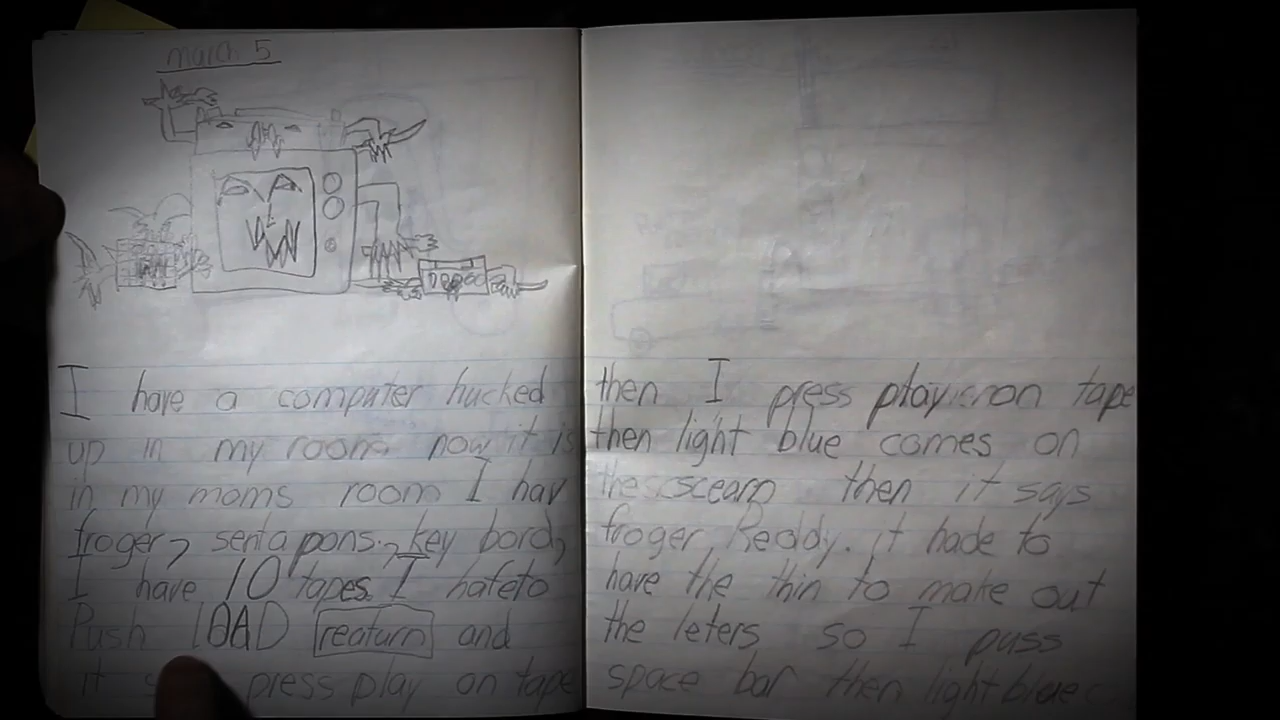 march 5
I have a computer hucked
up in my room now it is
in my moms room I hav
froger, sentapons., key bord,
I have 10 tapes. I hafeto
Push LOAD reaturn and
it press play on tape
then I press play on tape
then light blue comes on
the scearn then it says
froger, Reddy. it hade to
have the thin to make out
the leters so I puss
space bar then light blue